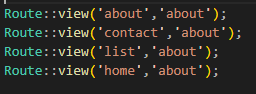 Route::view('about','about');
Route::view('contact','about');
Route::view('list','about');
Route::view('home','about');